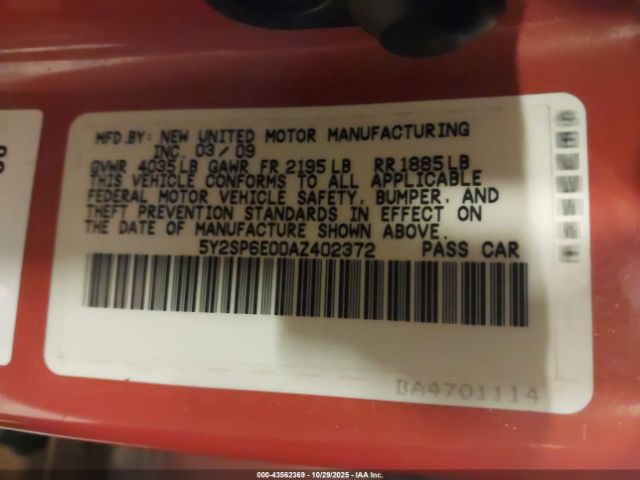 MFD.BY: NEW UNITED MOTOR MANUFACTURING
INC. 03/09
GVWR 4035LB GAWR FR 2195LB RR 1885LB
THIS VEHICLE CONFORMS TO ALL APPLICABLE
FEDERAL MOTOR VEHICLE SAFETY, BUMPER, AND
THEFT PREVENTION STANDARDS IN EFFECT ON
THE DATE OF MANUFACTURE SHOWN ABOVE.
5Y2SP6E00AZ402372 PASS CAR
BA4701114
000-43562369 | 10/29/2025 | IAA, Inc.